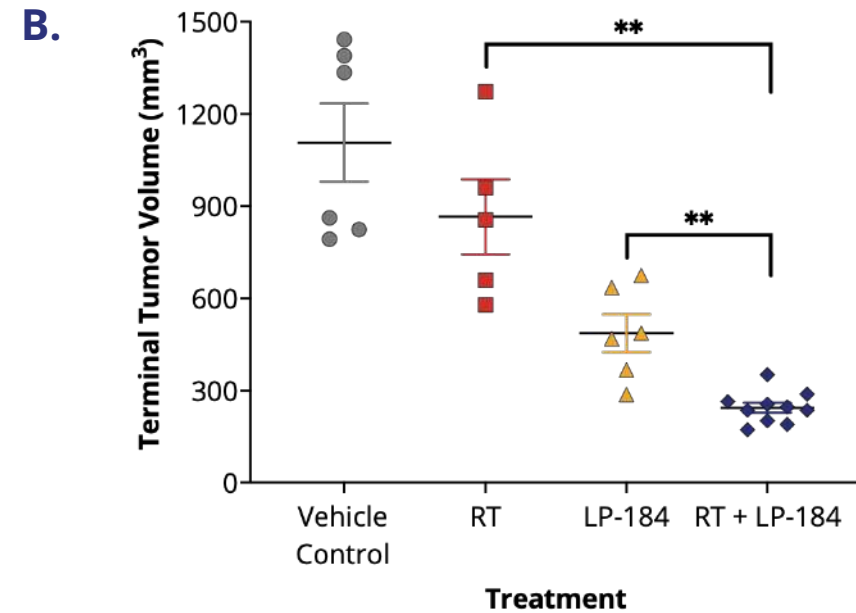 B.
Terminal Tumor Volume (mm³)
1500
1200
900
600
300
0
**
**
Vehicle Control
RT
LP-184
RT + LP-184
Treatment